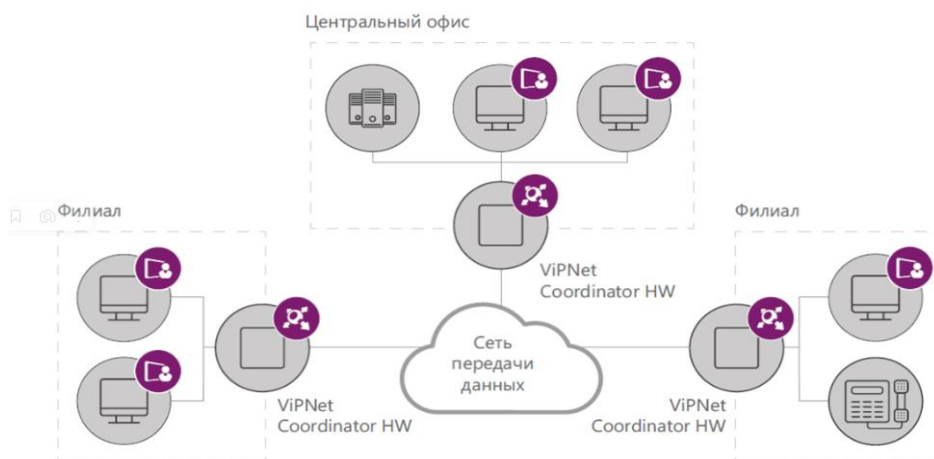 Центральный офис
Филиал
Филиал
ViPNet
Coordinator HW
Сеть
передачи
данных
ViPNet
Coordinator HW
ViPNet
Coordinator HW